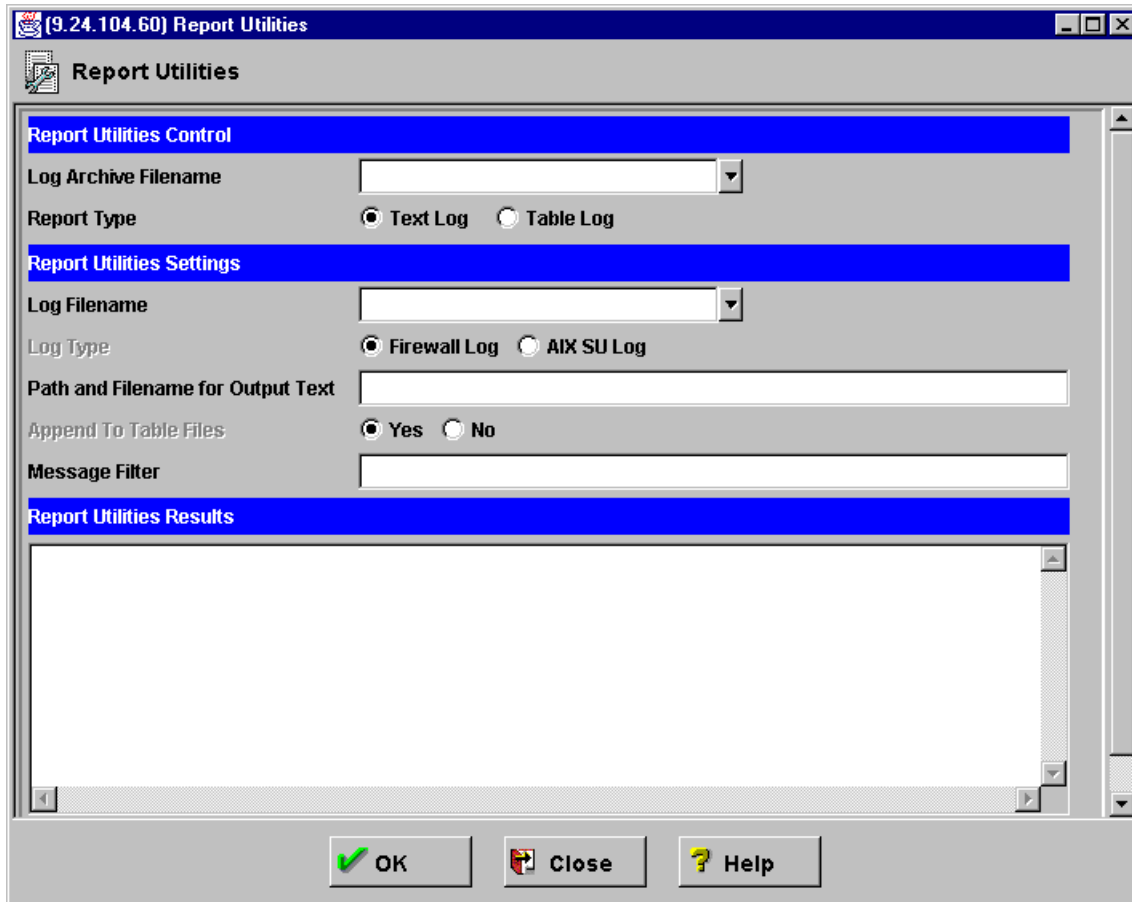 (9.24.104.60) Report Utilities
Report Utilities
Report Utilities Control
Log Archive Filename
Report Type Text Log Table Log
Report Utilities Settings
Log Filename
Log Type Firewall Log AIX SU Log
Path and Filename for Output Text
Append To Table Files Yes No
Message Filter
Report Utilities Results
OK Close Help